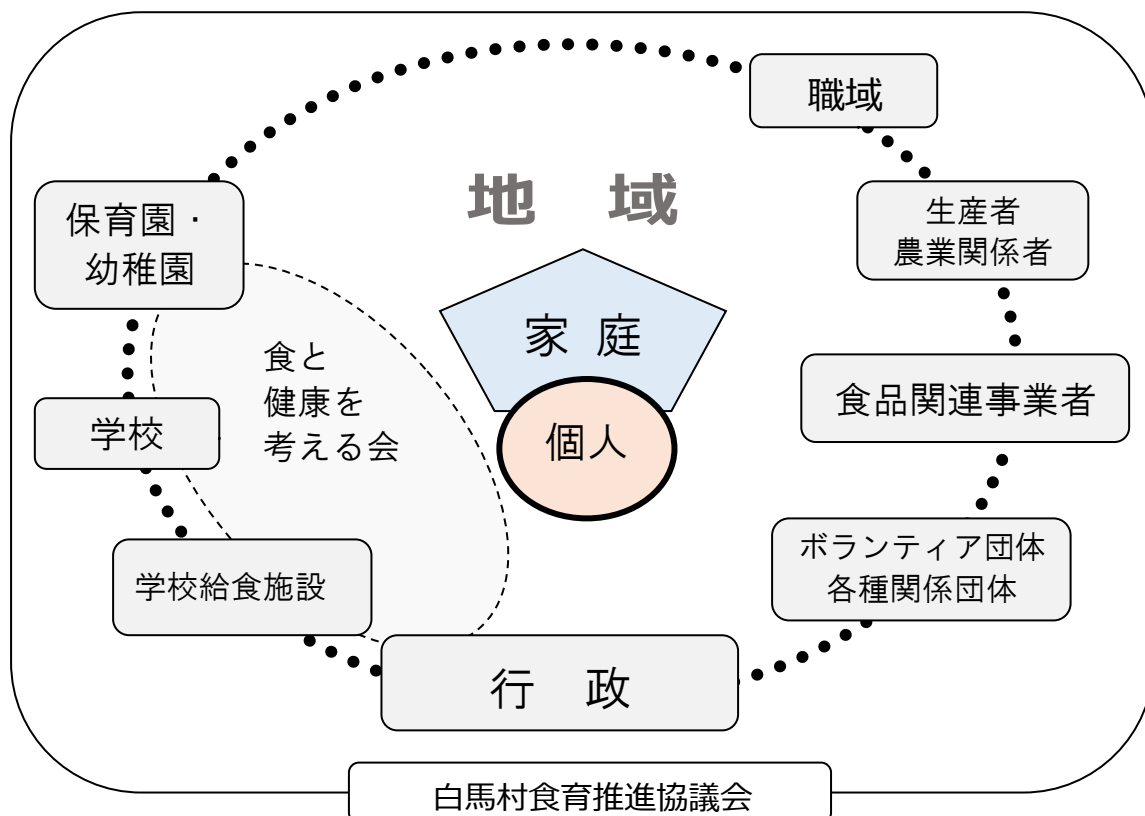 職域
地　域
保育園・
幼稚園
生産者
農業関係者
家 庭
食と
健康を
考える会
食品関連事業者
学校
個人
ボランティア団体
各種関係団体
学校給食施設
行　政
白馬村食育推進協議会